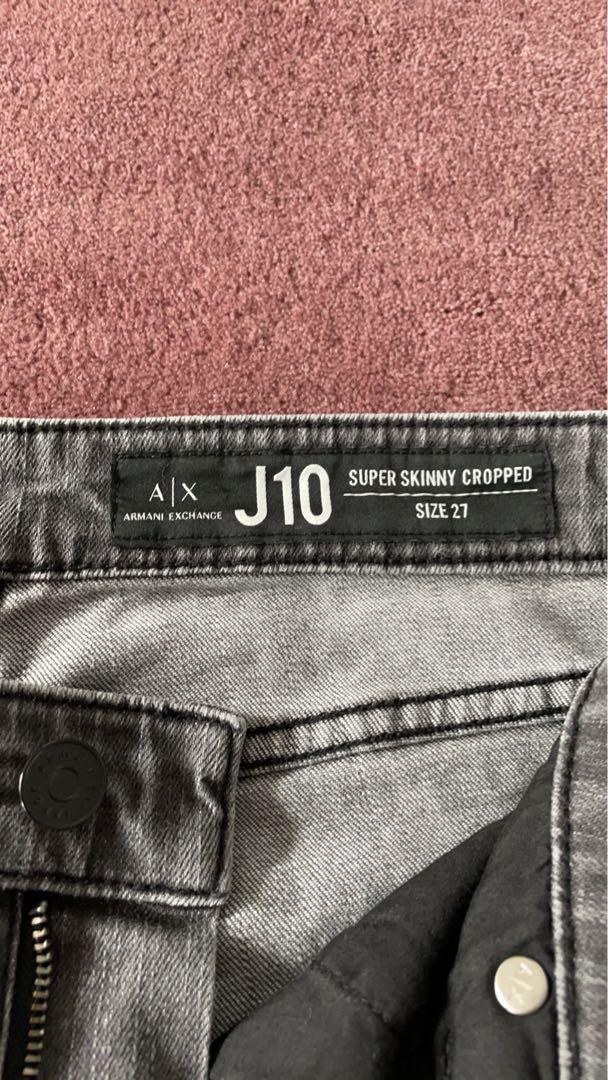 A|X
ARMANI EXCHANGE
J10
SUPER SKINNY CROPPED
SIZE 27